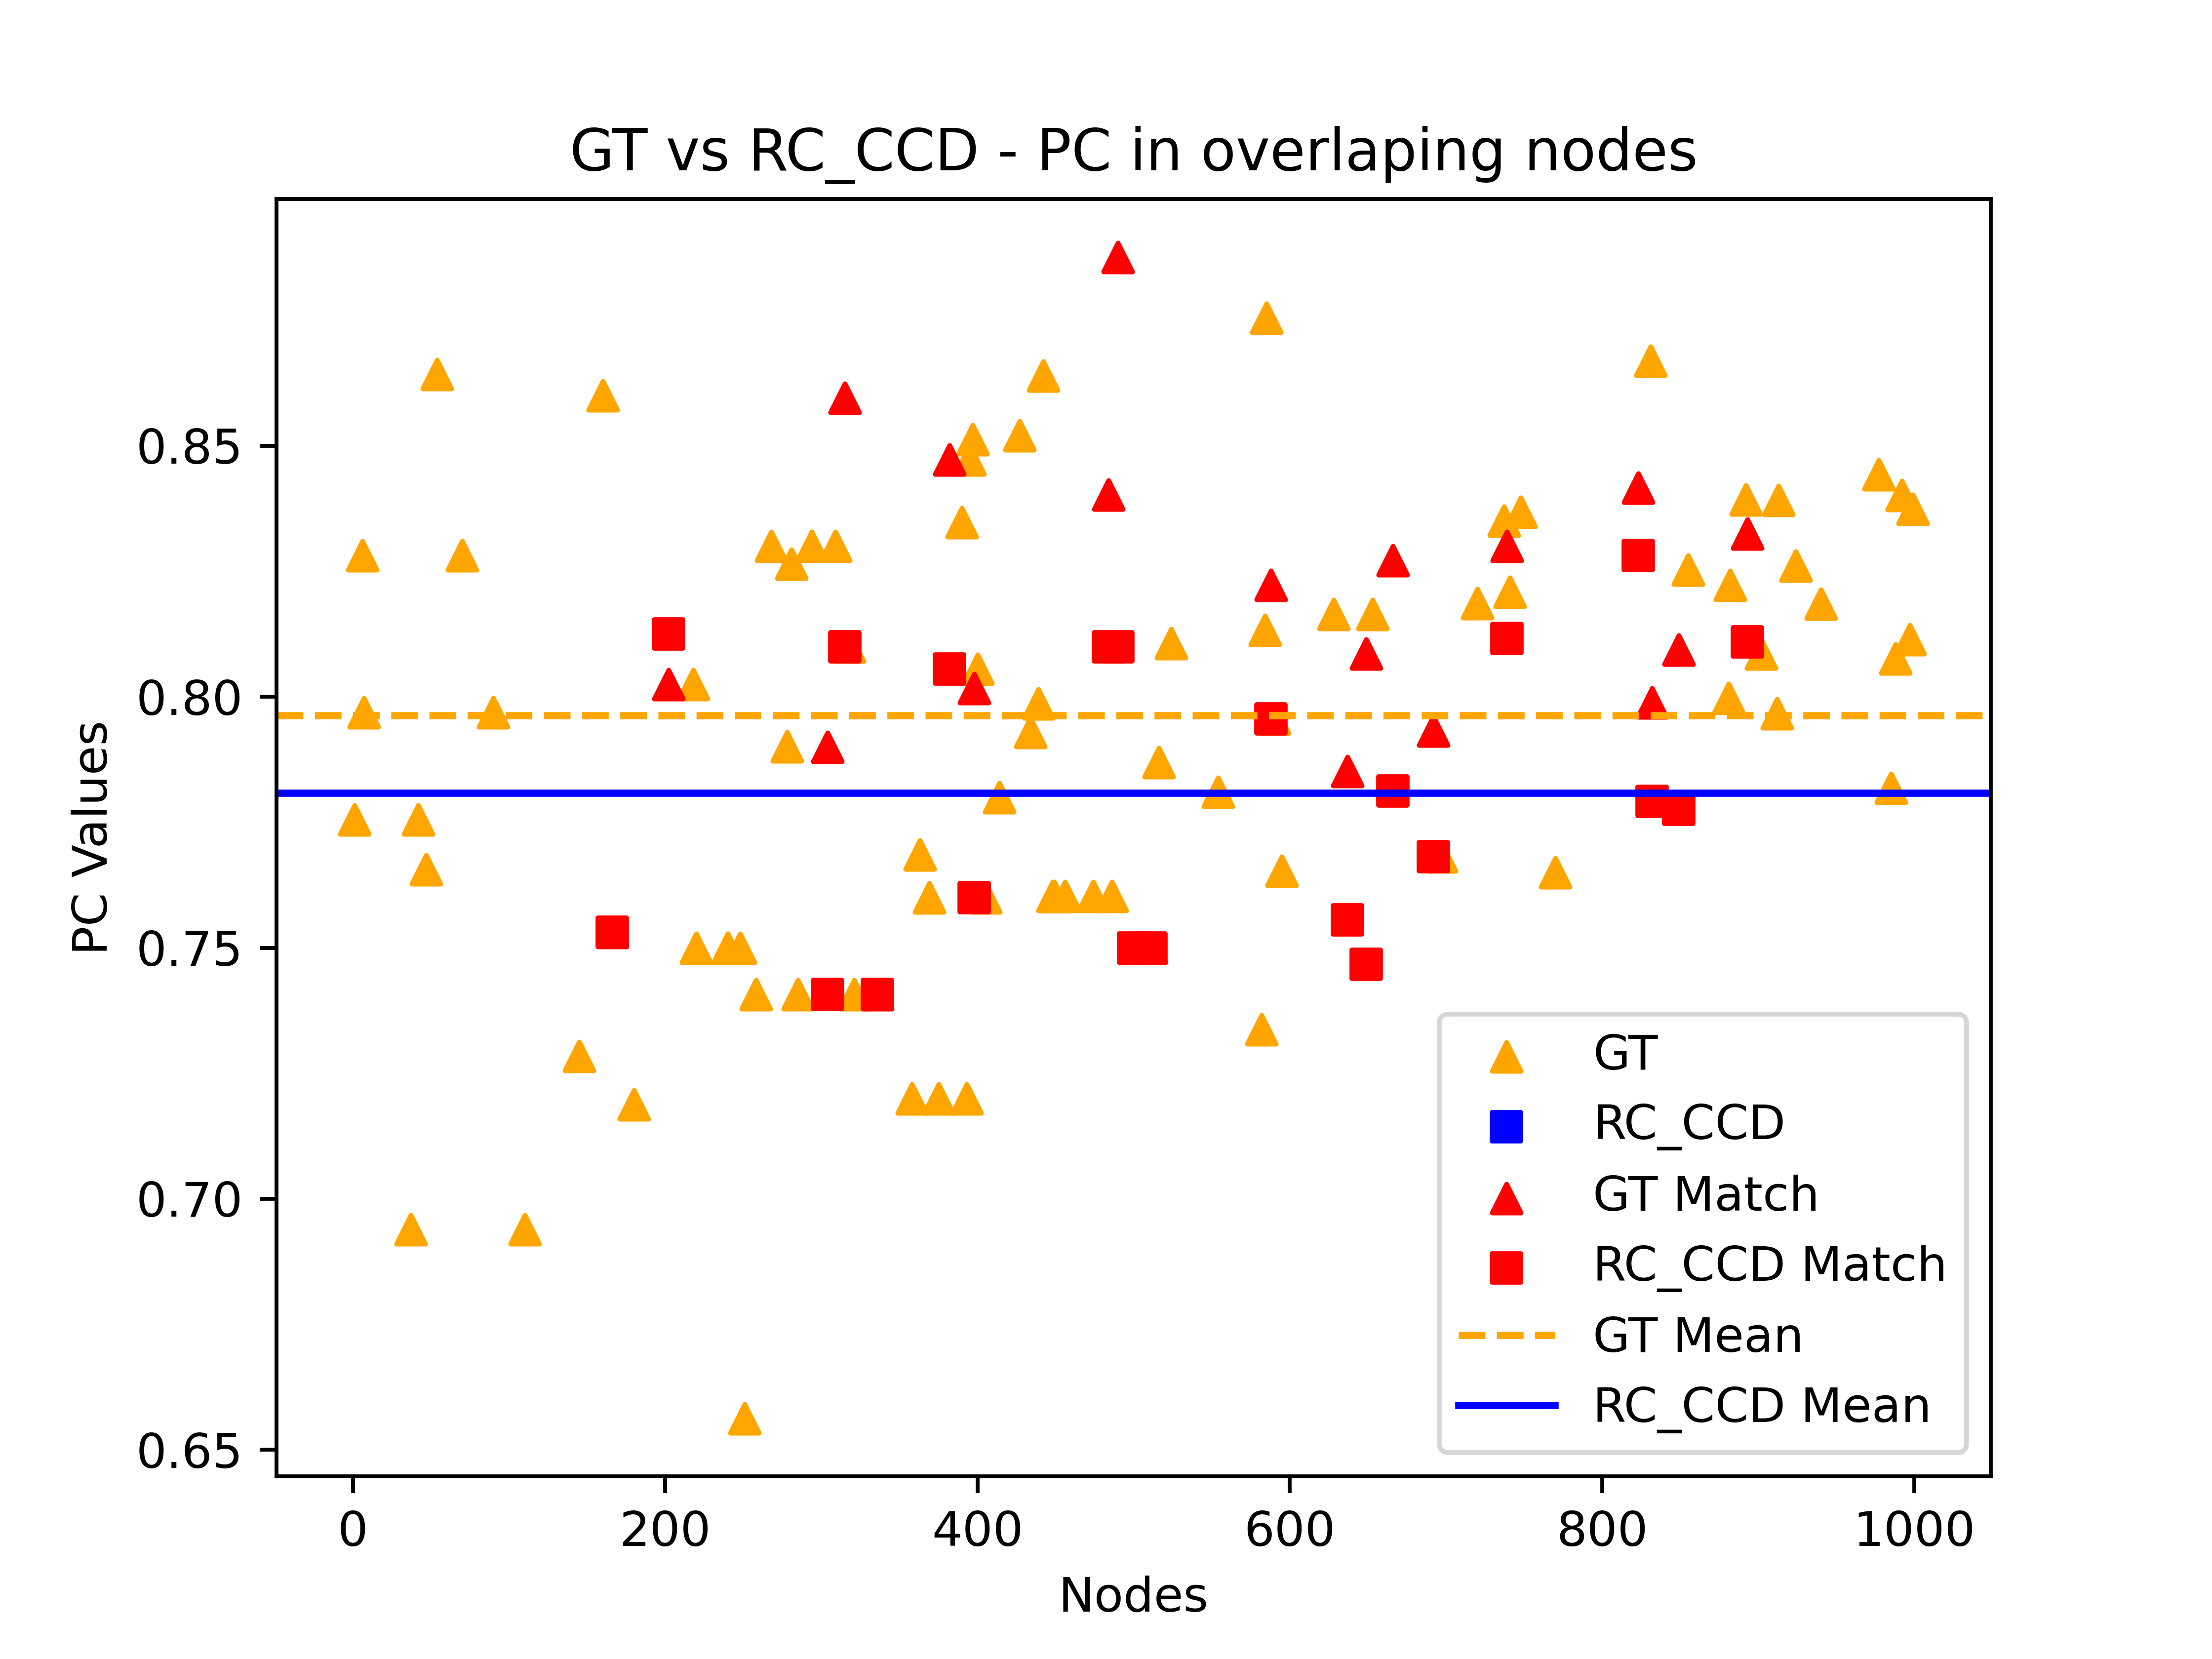 GT vs RC_CCD - PC in overlaping nodes
PC Values
0.85
0.80
0.75
0.70
0.65
GT
RC_CCD
GT Match
RC_CCD Match
GT Mean
RC_CCD Mean
0 200 400 600 800 1000
Nodes